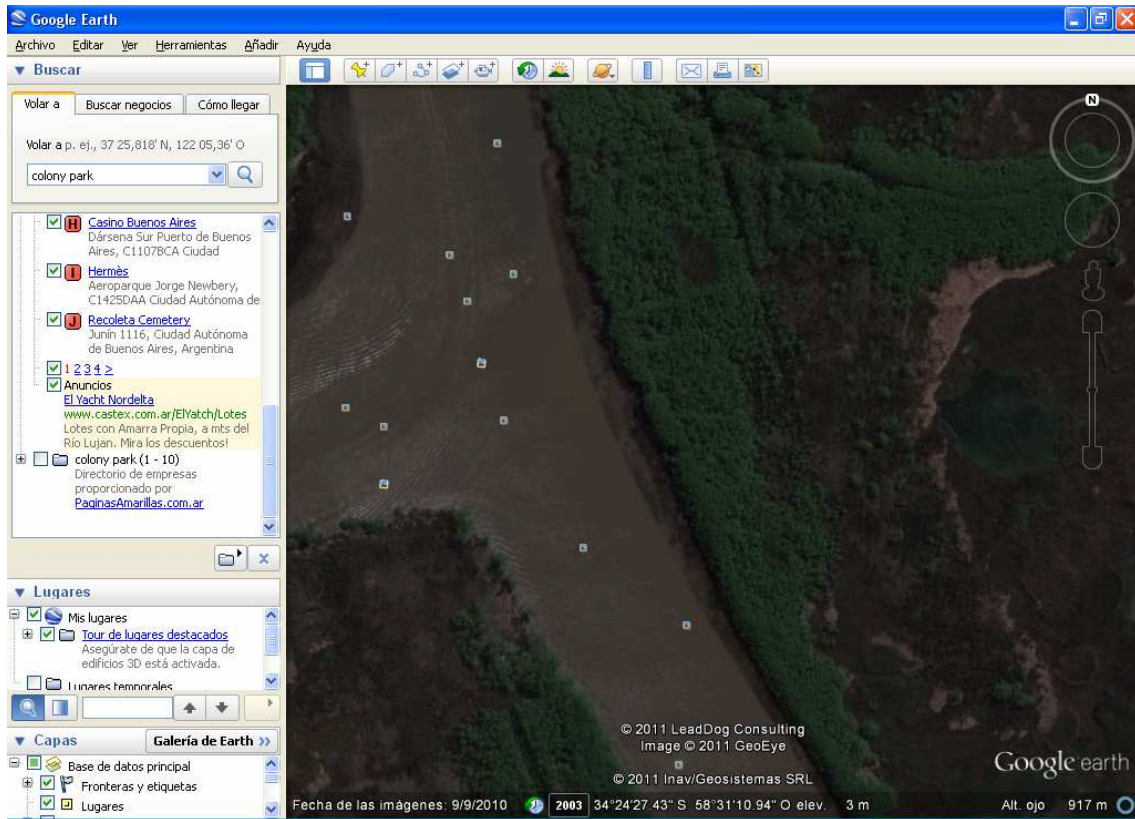 Google Earth
Archivo Editar Ver Herramientas Añadir Ayuda
Buscar
Volar a Buscar negocios Cómo llegar
Volar a p. ej., 37 25,818' N, 122 05,36' O
colony park
H Casino Buenos Aires
Dársena Sur Puerto de Buenos
Aires, C1107BCA Ciudad
I Hermès
Aeroparque Jorge Newbery,
C1425DAA Ciudad Autónoma de
J Recoleta Cemetery
Junín 1116, Ciudad Autónoma
de Buenos Aires, Argentina
1 2 3 4 >
Anuncios
El Yacht Nordelta
www.castex.com.ar/ElYatch/Lotes
Lotes con Amarra Propia, a mts del
Río Lujan. Mira los descuentos!
colony park (1 - 10)
Directorio de empresas
proporcionado por
PaginasAmarillas.com.ar
Lugares
Mis lugares
Tour de lugares destacados
Asegúrate de que la capa de
edificios 3D está activada.
Lugares temporales
Capas Galería de Earth >>
Base de datos principal
Fronteras y etiquetas
Lugares
N
© 2011 LeadDog Consulting
Image © 2011 GeoEye
© 2011 Inav/Geosistemas SRL
Google earth
Fecha de las imágenes: 9/9/2010 2003 34°24'27.43" S 58°31'10.94" O elev. 3 m Alt. ojo 917 m